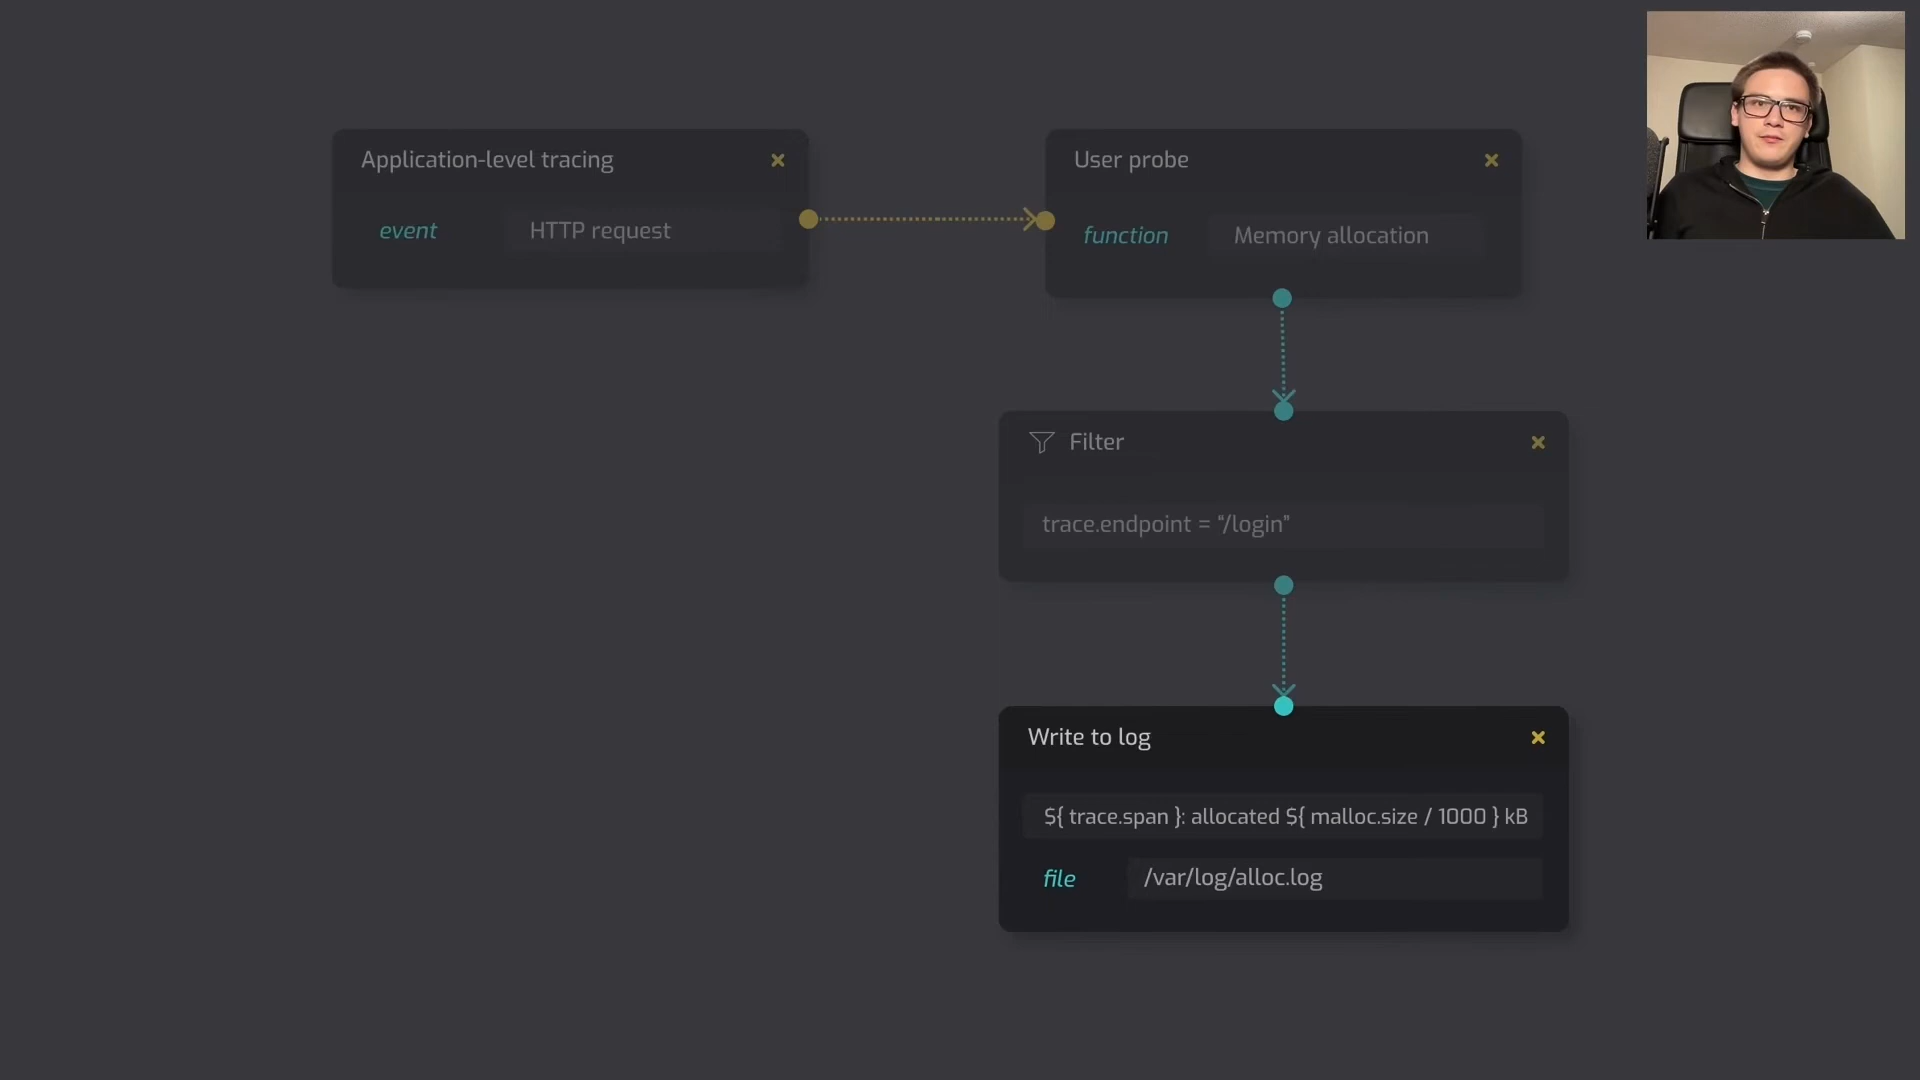 Application-level tracing
event HTTP request
User probe
function Memory allocation
Filter
trace.endpoint = "/login"
Write to log
${ trace.span }: allocated ${ malloc.size / 1000 } kB
file /var/log/alloc.log